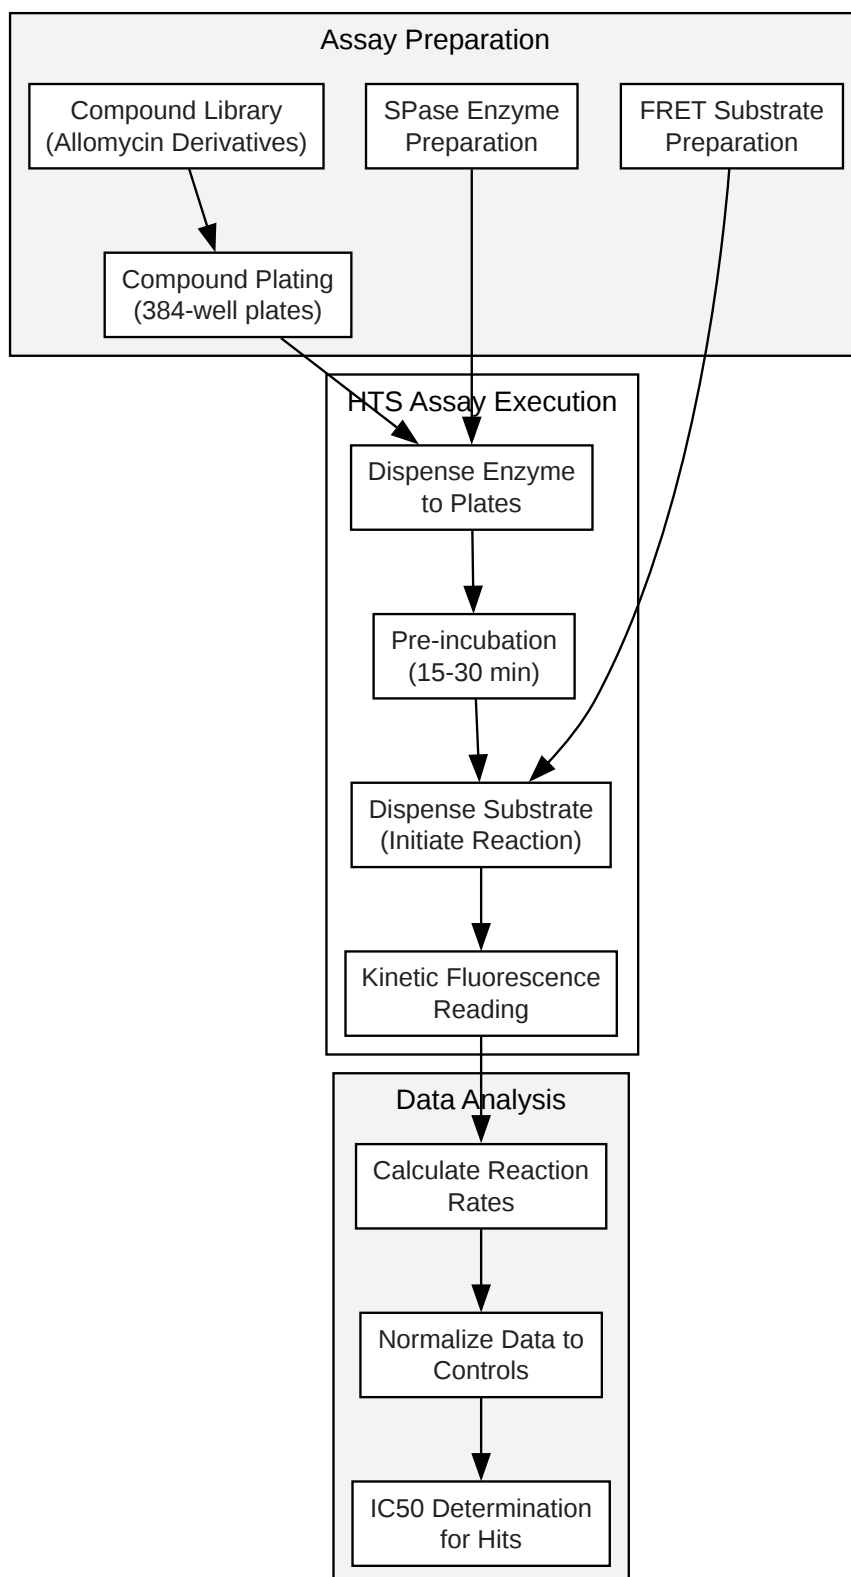 Assay Preparation
Compound Library
(Allomycin Derivatives)
SPase Enzyme
Preparation
FRET Substrate
Preparation
Compound Plating
(384-well plates)
HTS Assay Execution
Dispense Enzyme
to Plates
Pre-incubation
(15-30 min)
Dispense Substrate
(Initiate Reaction)
Kinetic Fluorescence
Reading
Data Analysis
Calculate Reaction
Rates
Normalize Data to
Controls
IC50 Determination
for Hits